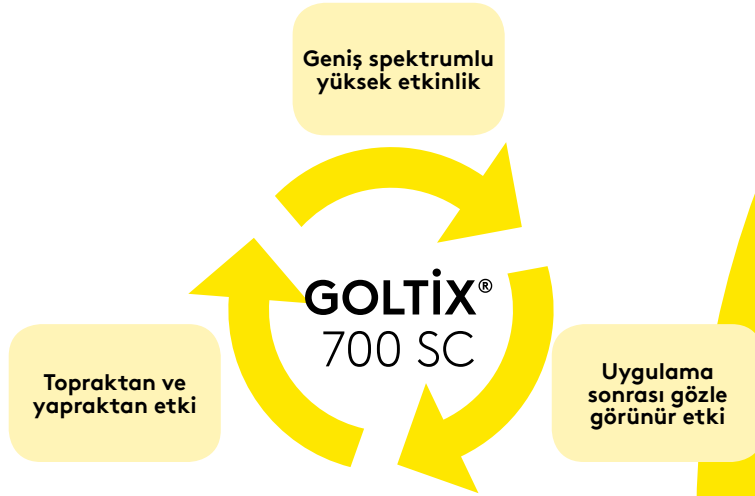 Geniş spektrumlu
yüksek etkinlik
GOLTİX®
700 SC
Topraktan ve
yapraktan etki
Uygulama
sonrası gözle
görünür etki